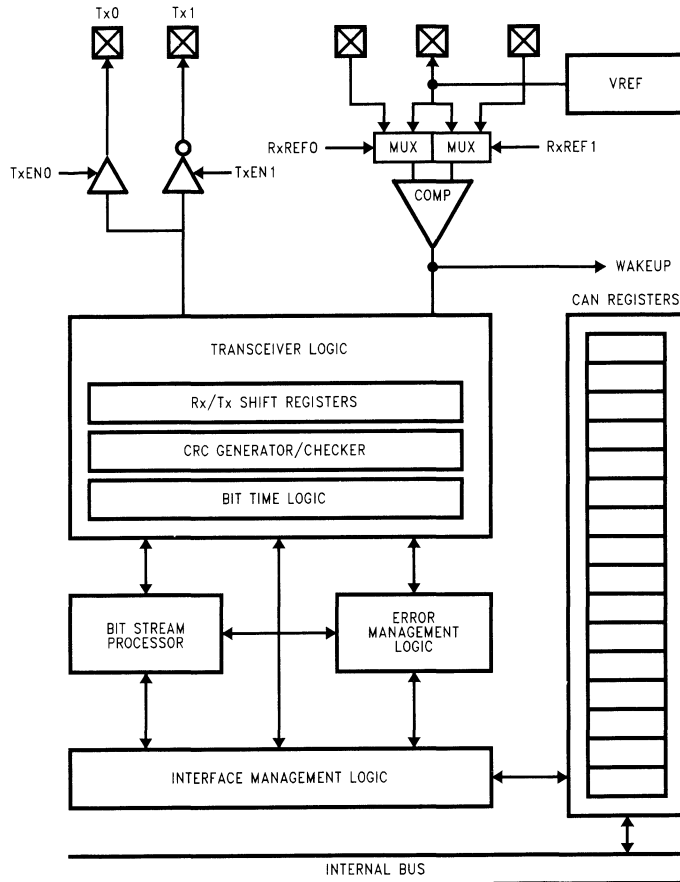 Tx0 Tx1
VREF
RxREF0 MUX MUX RxREF1
TxEN0 TxEN1
COMP
WAKEUP
CAN REGISTERS
TRANSCEIVER LOGIC
Rx/Tx SHIFT REGISTERS
CRC GENERATOR/CHECKER
BIT TIME LOGIC
BIT STREAM
PROCESSOR
ERROR
MANAGEMENT
LOGIC
INTERFACE MANAGEMENT LOGIC
INTERNAL BUS